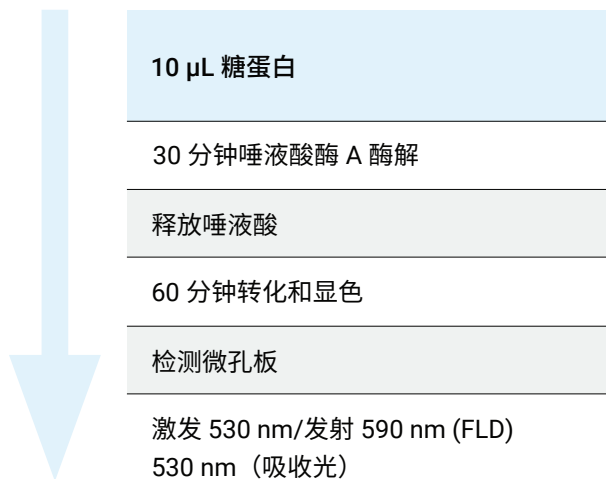 10 µL 糖蛋白
30 分钟唾液酸酶 A 酶解
释放唾液酸
60 分钟转化和显色
检测微孔板
激发 530 nm/发射 590 nm (FLD)
530 nm（吸收光）